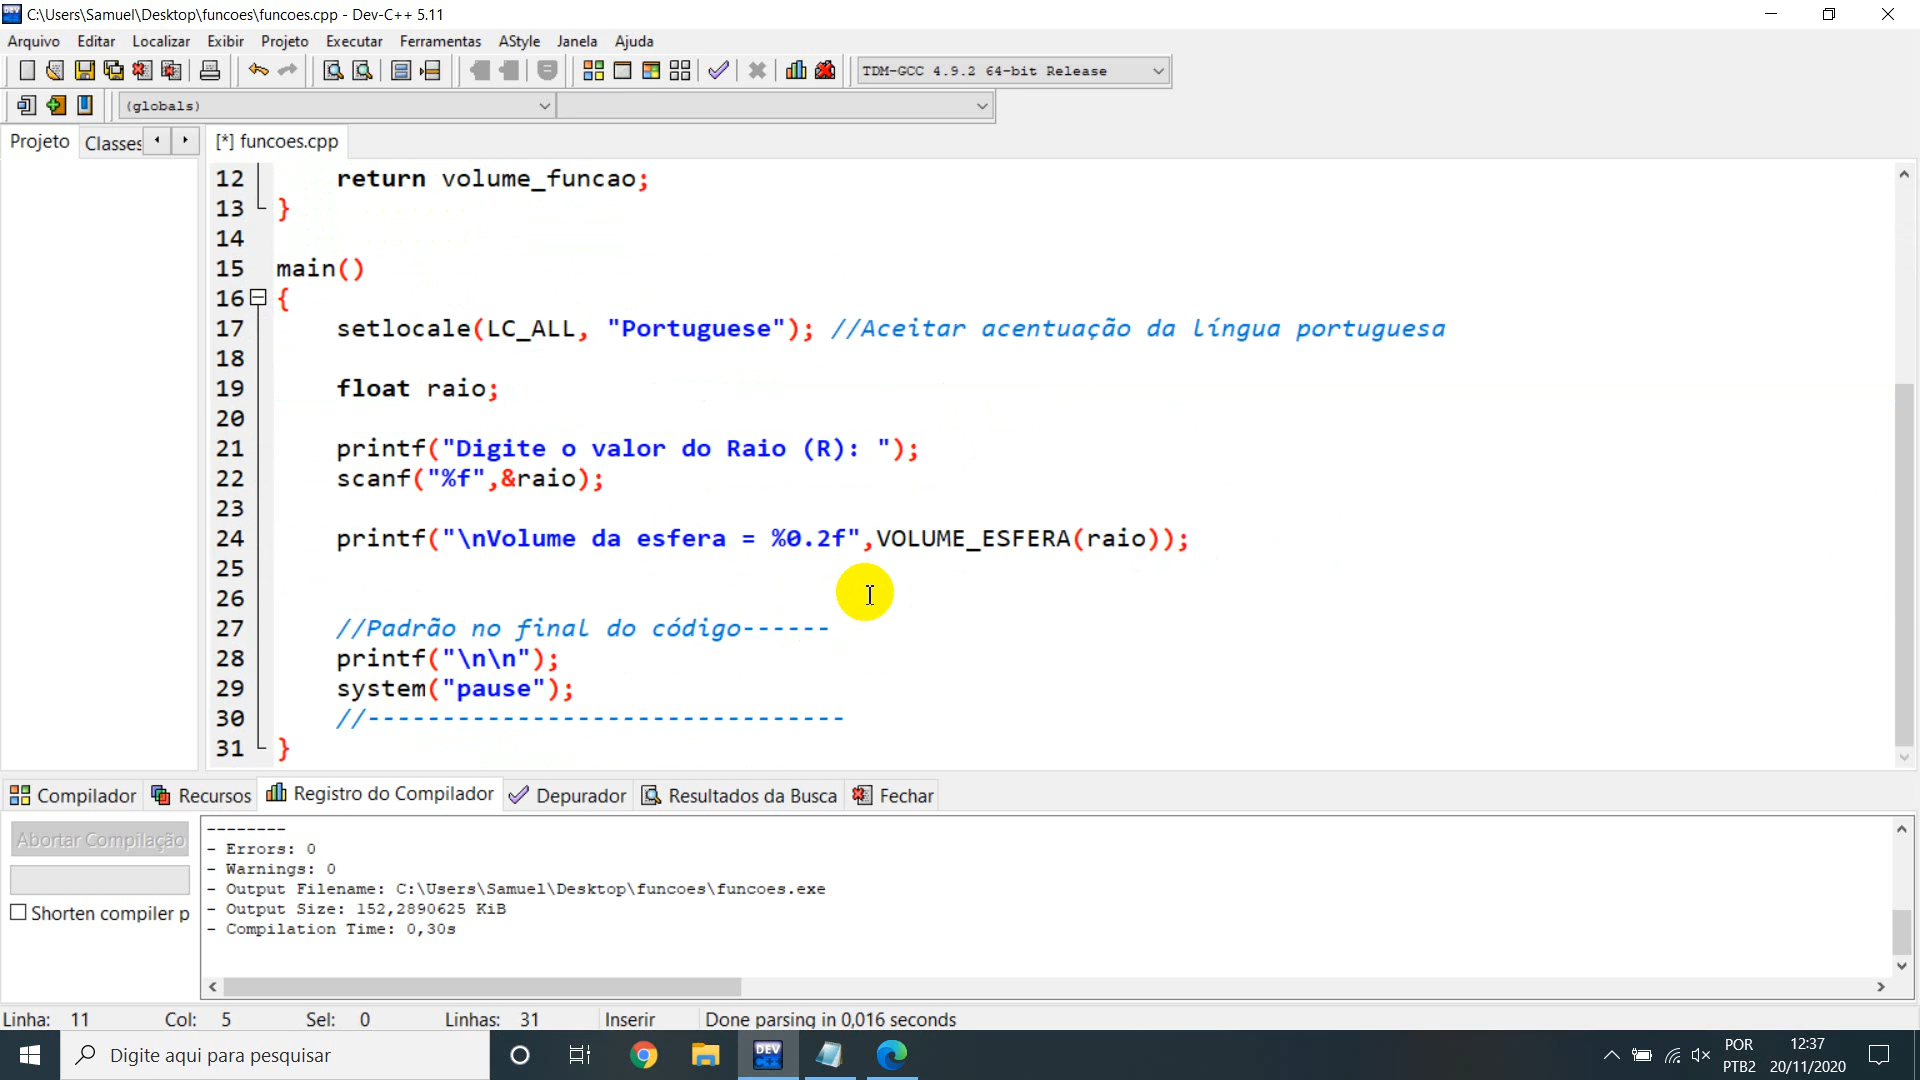 C:\Users\Samuel\Desktop\funcoes\funcoes.cpp - Dev-C++ 5.11
Arquivo Editar Localizar Exibir Projeto Executar Ferramentas AStyle Janela Ajuda
TDM-GCC 4.9.2 64-bit Release
(globals)
Projeto Classes [*] funcoes.cpp
12 return volume_funcao;
13 }
14
15 main()
16 {
17 setlocale(LC_ALL, "Portuguese"); //Aceitar acentuação da língua portuguesa
18
19 float raio;
20
21 printf("Digite o valor do Raio (R): ");
22 scanf("%f",&raio);
23
24 printf("\nVolume da esfera = %0.2f",VOLUME_ESFERA(raio));
25
26
27 //Padrão no final do código------
28 printf("\n\n");
29 system("pause");
30 //--------------------------------
31 }
Compilador Recursos Registro do Compilador Depurador Resultados da Busca Fechar
Abortar Compilação
Shorten compiler p
--------
- Errors: 0
- Warnings: 0
- Output Filename: C:\Users\Samuel\Desktop\funcoes\funcoes.exe
- Output Size: 152,2890625 KiB
- Compilation Time: 0,30s
Linha: 11 Col: 5 Sel: 0 Linhas: 31 Inserir Done parsing in 0,016 seconds
Digite aqui para pesquisar
DEV C++
POR
PTB2
12:37
20/11/2020